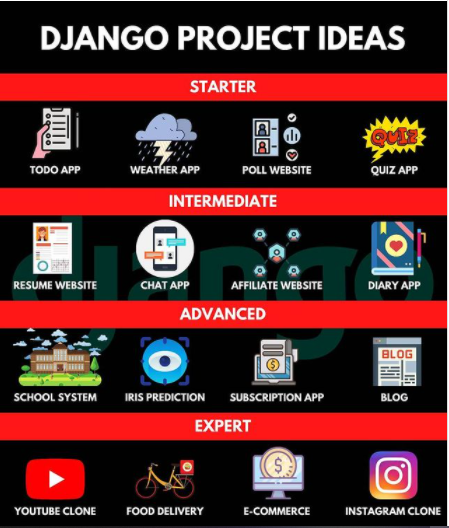 DJANGO PROJECT IDEAS
STARTER
QUIZ
TODO APP WEATHER APP POLL WEBSITE QUIZ APP
INTERMEDIATE
django
RESUME WEBSITE CHAT APP AFFILIATE WEBSITE DIARY APP
ADVANCED
BLOG
SCHOOL SYSTEM IRIS PREDICTION SUBSCRIPTION APP BLOG
EXPERT
YOUTUBE CLONE FOOD DELIVERY E-COMMERCE INSTAGRAM CLONE